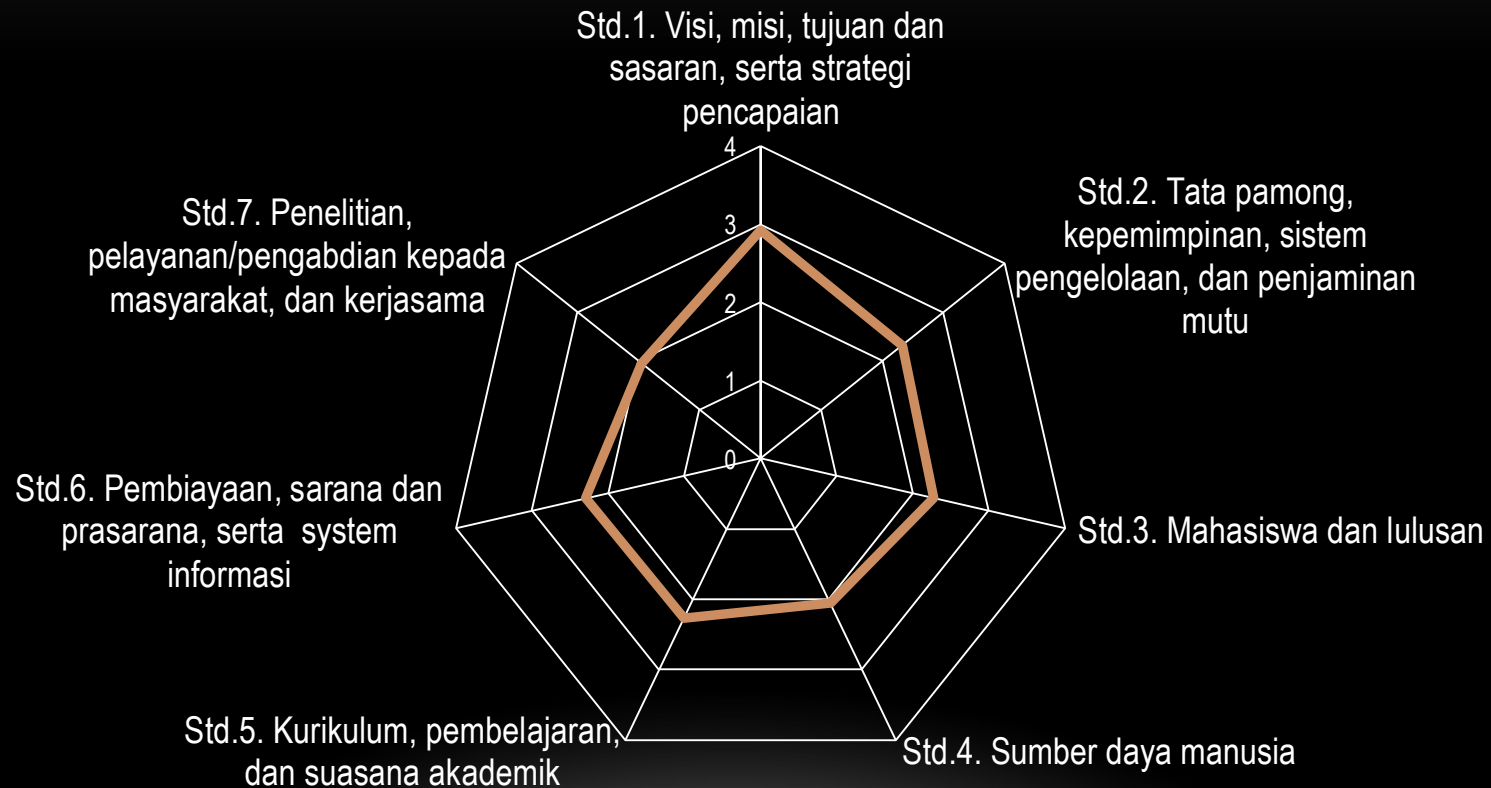 Std.1. Visi, misi, tujuan dan
sasaran, serta strategi
pencapaian
4
3
2
1
0
Std.2. Tata pamong,
kepemimpinan, sistem
pengelolaan, dan penjaminan
mutu
Std.3. Mahasiswa dan lulusan
Std.4. Sumber daya manusia
Std.5. Kurikulum, pembelajaran,
dan suasana akademik
Std.6. Pembiayaan, sarana dan
prasarana, serta  system
informasi
Std.7. Penelitian,
pelayanan/pengabdian kepada
masyarakat, dan kerjasama